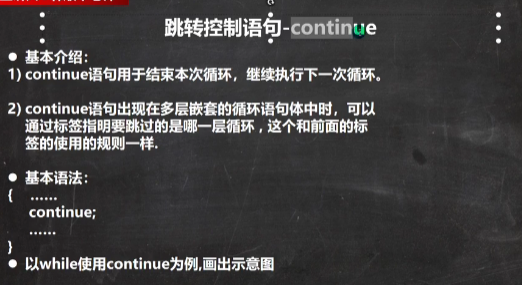 跳转控制语句-continue
● 基本介绍：
1) continue语句用于结束本次循环，继续执行下一次循环。
2) continue语句出现在多层嵌套的循环语句体中时，可以
通过标签指明要跳过的是哪一层循环 , 这个和前面的标
签的使用的规则一样.
● 基本语法：
{ ……
continue;
……
}
● 以while使用continue为例,画出示意图